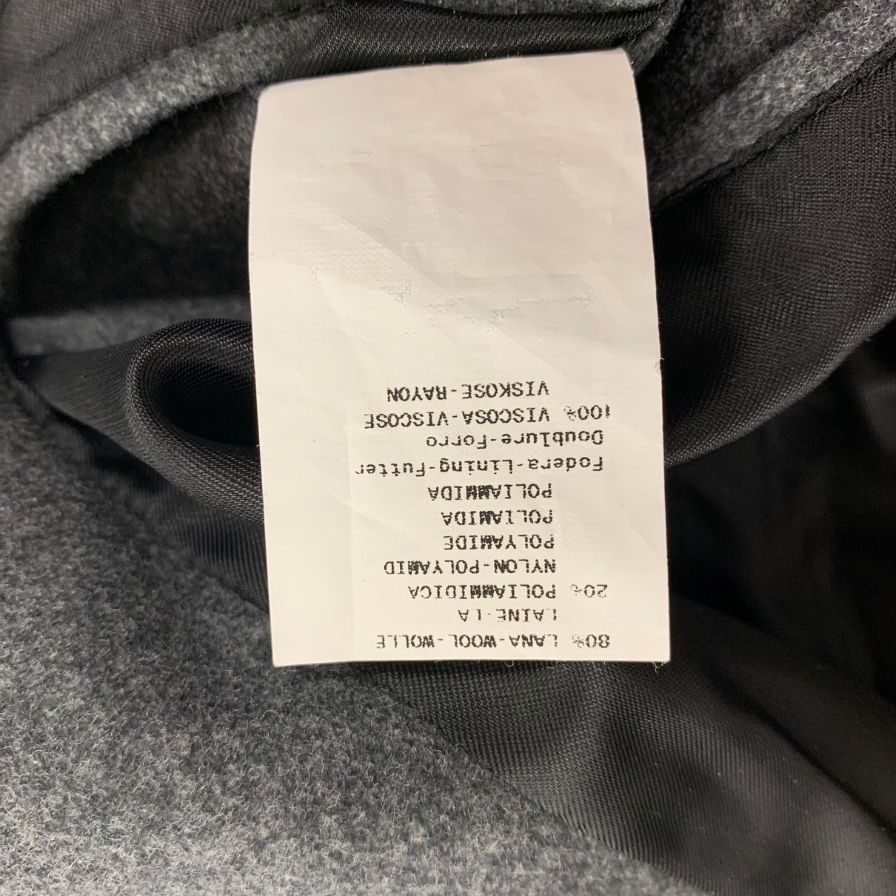 80% LANA-WOOL-WOLLE
LAINE-LA
20% POLIAMMIDICA
NYLON-POLYAMID
POLYAMIDE
POLIAMIDA
POLIAMMIDA
Fodera-Lining-Futter
Doublure-Forro
100% VISCOSA-VISCOSE
VISKOSE-RAYON